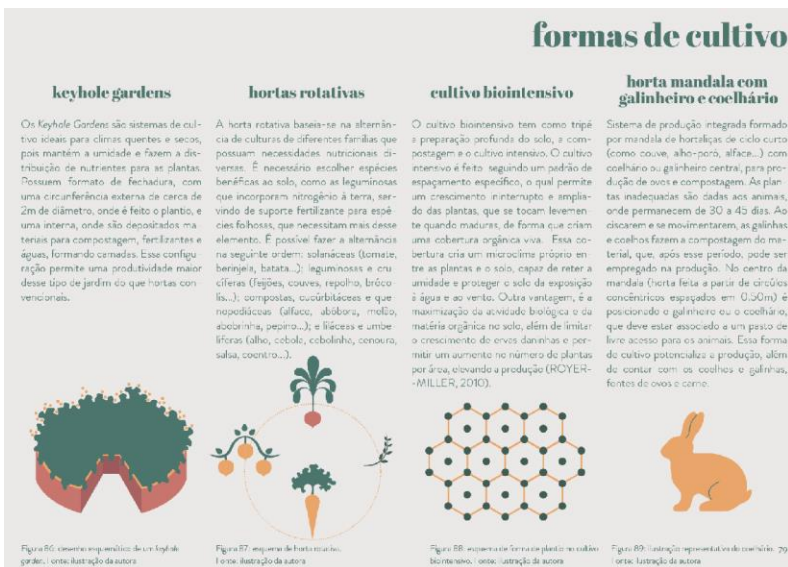 formas de cultivo
keyhole gardens
Os Keyhole Gardens são sistemas de cul-
tivo ideais para climas quentes e secos,
pois mantém a umidade e fazem a dis-
tribuição de nutrientes para as plantas.
Possuem formato de fechadura, com
uma circunferência externa de cerca de
2m de diâmetro, onde é feito o plantio, e
uma interna, onde são depositados ma-
teriais para compostagem, fertilizantes e
águas, formando camadas. Essa configu-
ração permite uma produtividade maior
desse tipo de jardim do que hortas con-
vencionais.
Figura 86: desenho esquemático de um keyhole
garden. Fonte: ilustração da autora
hortas rotativas
A horta rotativa baseia-se na alternân-
cia de culturas de diferentes famílias que
possuam necessidades nutricionais di-
versas. É necessário escolher espécies
benéficas ao solo, como as leguminosas
que incorporam nitrogênio à terra, ser-
vindo de suporte fertilizante para espé-
cies folhosas, que necessitam mais desse
elemento. É possível fazer a alternância
na seguinte ordem: solanáceas (tomate,
berinjela, batata...); leguminosas e cru-
cíferas (feijões, couves, repolho, bróco-
lis...); compostas, cucúrbitáceas e que-
nopodiáceas (alface, abóbora, melão,
abobrinha, pepino...); e liláceas e umbe-
líferas (alho, cebola, cebolinha, cenoura,
salsa, coentro...).
Figura 87: esquema de horta rotativa.
Fonte: ilustração da autora
cultivo biointensivo
O cultivo biointensivo tem como tripé
a preparação profunda do solo, a com-
postagem e o cultivo intensivo. O cultivo
intensivo é feito seguindo um padrão de
espaçamento específico, o qual permite
um crescimento ininterrupto e amplia-
do das plantas, que se tocam levemen-
te quando maduras, de forma que criam
uma cobertura orgânica viva. Essa co-
bertura cria um microclima próprio en-
tre as plantas e o solo, capaz de reter a
umidade e proteger o solo da exposição
à água e ao vento. Outra vantagem, é a
maximização da atividade biológica e da
matéria orgânica no solo, além de limitar
o crescimento de ervas daninhas e per-
mitir um aumento no número de plantas
por área, elevando a produção (ROYER-
-MILLER, 2010).
Figura 88: esquema de forma de plantio no cultivo
biointensivo. Fonte: ilustração da autora
horta mandala com
galinheiro e coelhário
Sistema de produção integrada formado
por mandala de hortaliças de ciclo curto
(como couve, alho-poró, alface...) com
coelhário ou galinheiro central, para pro-
dução de ovos e compostagem. As plan-
tas inadequadas são dadas aos animais,
onde permanecem de 30 a 45 dias. Ao
ciscarem e se movimentarem, as galinhas
e coelhos fazem a compostagem do ma-
terial, que, após esse período, pode ser
empregado na produção. No centro da
mandala (horta feita a partir de círculos
concêntricos espaçados em 0.50m) é
posicionado o galinheiro ou o coelhário,
que deve estar associado a um pasto de
livre acesso para os animais. Essa forma
de cultivo potencializa a produção, além
de contar com os coelhos e galinhas,
fontes de ovos e carne.
Figura 89: ilustração representativa do coelhário.
Fonte: ilustração da autora
79